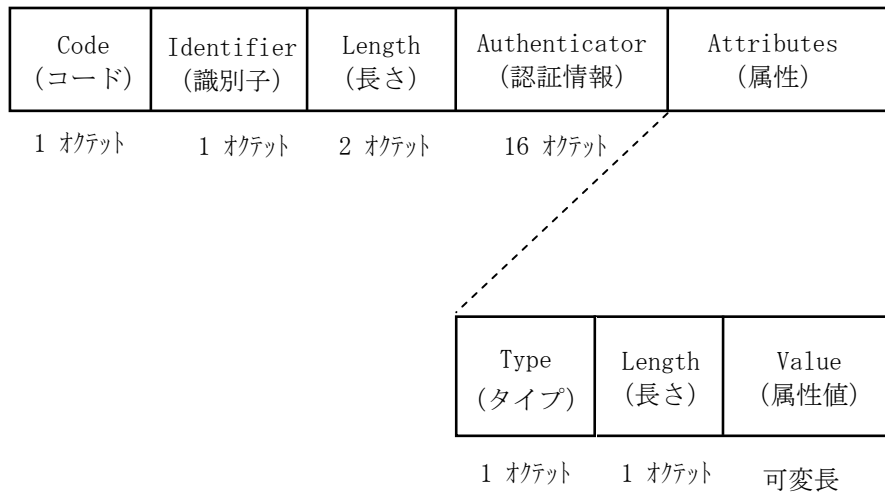 Code Identifier Length Authenticator Attributes
(コード) (識別子) (長さ) (認証情報) (属性)
1 ｵｸﾃｯﾄ 1 ｵｸﾃｯﾄ 2 ｵｸﾃｯﾄ 16 ｵｸﾃｯﾄ
Type Length Value
(タイプ) (長さ) (属性値)
1 ｵｸﾃｯﾄ 1 ｵｸﾃｯﾄ 可変長